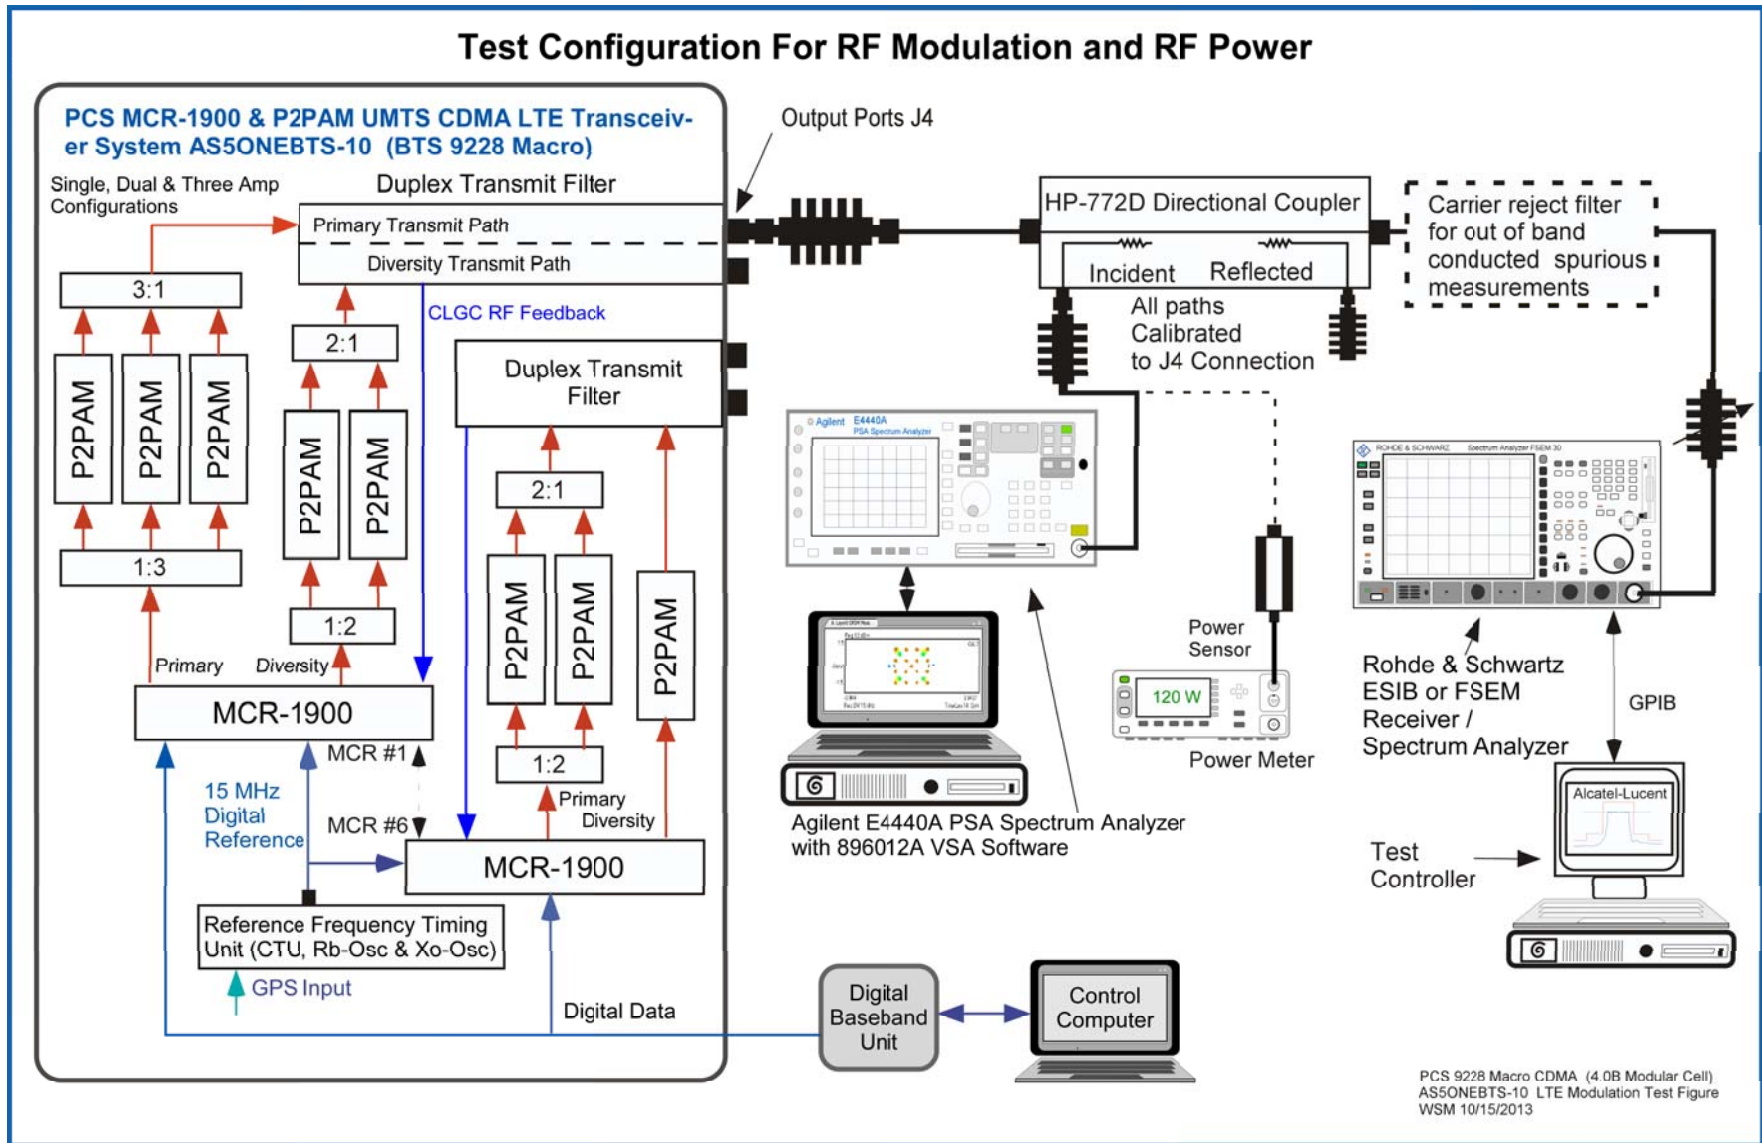 Test Configuration For RF Modulation and RF Power
PCS MCR-1900 & P2PAM UMTS CDMA LTE Transceiv-
er System AS5ONEBTS-10 (BTS 9228 Macro)
Single, Dual & Three Amp
Configurations
Duplex Transmit Filter
Primary Transmit Path
Diversity Transmit Path
3:1
2:1
CLGC RF Feedback
Duplex Transmit
Filter
P2PAM
P2PAM
P2PAM
P2PAM
P2PAM
2:1
P2PAM
P2PAM
P2PAM
1:3
1:2
Primary
Diversity
MCR-1900
MCR #1
1:2
Primary
Diversity
15 MHz
Digital
Reference
MCR #6
MCR-1900
Reference Frequency Timing
Unit (CTU, Rb-Osc & Xo-Osc)
GPS Input
Digital Data
Output Ports J4
HP-772D Directional Coupler
Incident
Reflected
All paths
Calibrated
to J4 Connection
Carrier reject filter
for out of band
conducted spurious
measurements
Agilent E4440A
PSA Spectrum Analyzer
Agilent E4440A PSA Spectrum Analyzer
with 896012A VSA Software
Power
Sensor
120 W
Power Meter
ROHDE & SCHWARZ Spectrum Analyzer FSEM 30
Rohde & Schwartz
ESIB or FSEM
Receiver /
Spectrum Analyzer
GPIB
Alcatel-Lucent
Test
Controller
Digital
Baseband
Unit
Control
Computer
PCS 9228 Macro CDMA (4.0B Modular Cell)
AS5ONEBTS-10 LTE Modulation Test Figure
WSM 10/15/2013